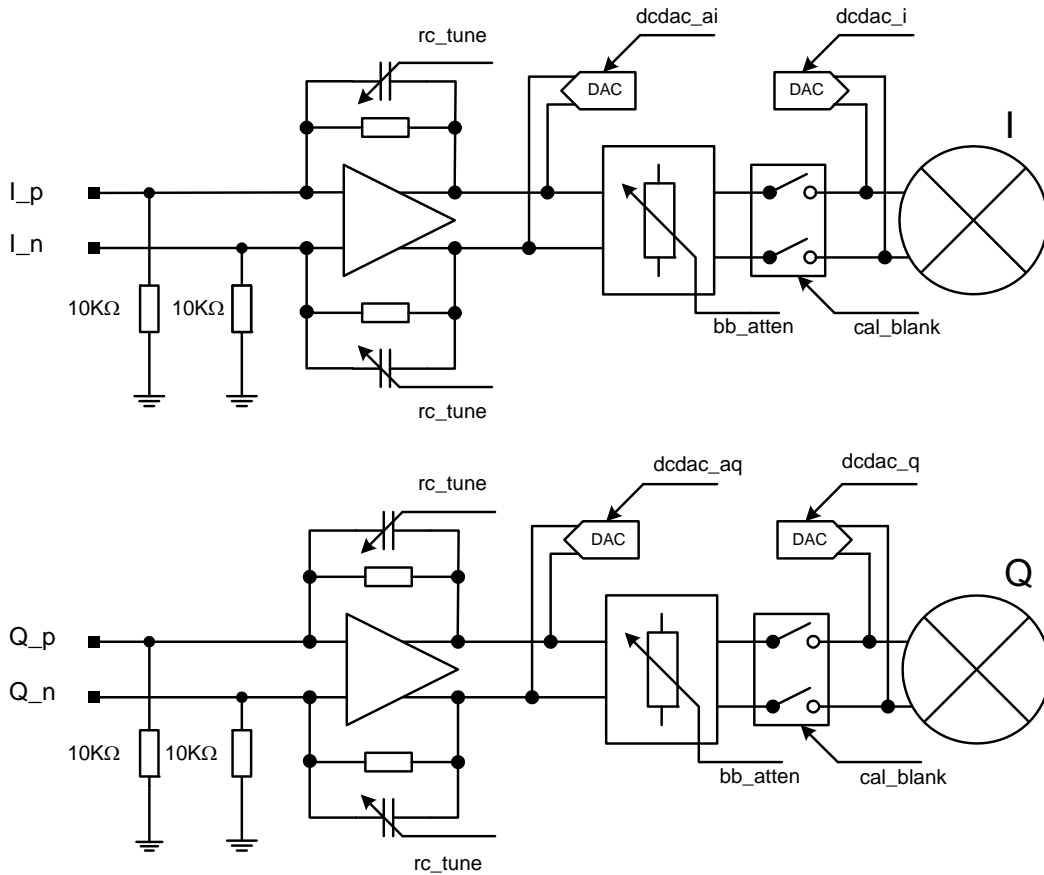 dcdac_ai
dcdac_i
rc_tune
DAC
DAC
I
I_p
I_n
10KΩ
10KΩ
bb_atten
cal_blank
rc_tune
dcdac_aq
dcdac_q
rc_tune
DAC
DAC
Q
Q_p
Q_n
10KΩ
10KΩ
bb_atten
cal_blank
rc_tune